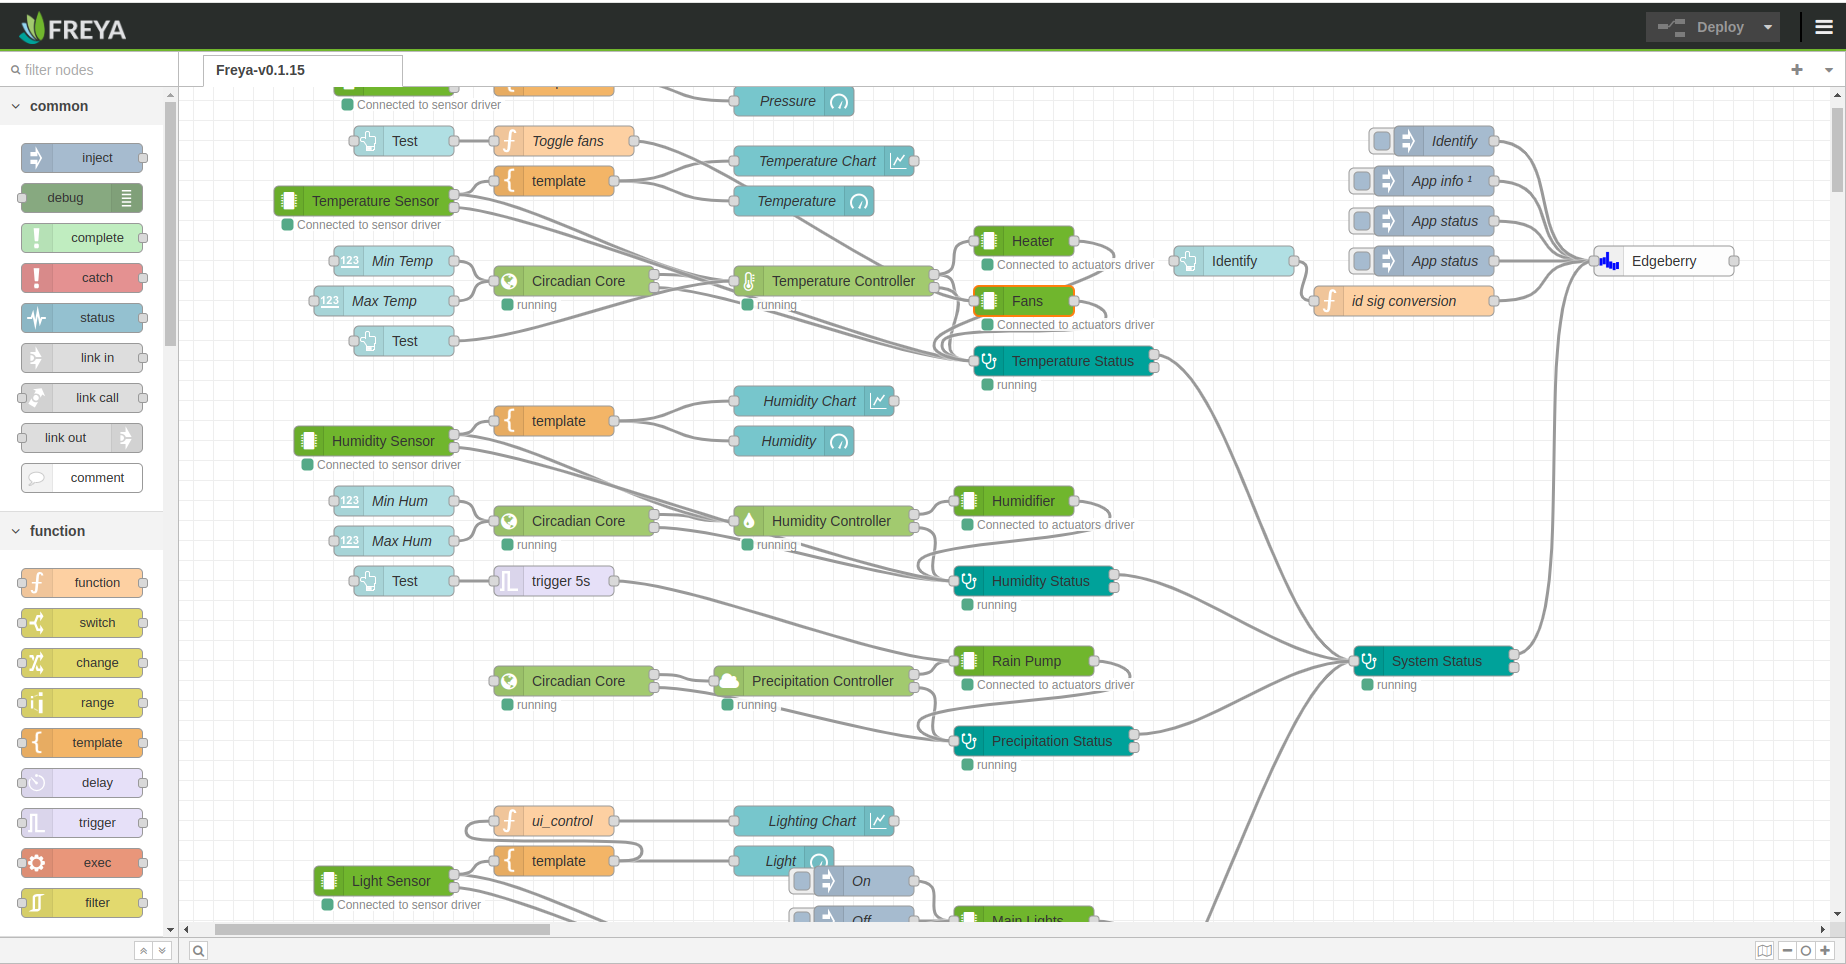 FREYA
Deploy
filter nodes
Freya-v0.1.15
common
inject
debug
complete
catch
status
link in
link call
link out
comment
function
function
switch
change
range
template
delay
trigger
exec
filter
Connected to sensor driver
Pressure
Test
Toggle fans
Temperature Chart
template
Temperature Sensor
Temperature
Connected to sensor driver
Min Temp
Max Temp
Circadian Core
running
Temperature Controller
running
Test
Heater
Connected to actuators driver
Fans
Connected to actuators driver
Temperature Status
running
Identify
App info ¹
App status
App status
Identify
id sig conversion
Edgeberry
Humidity Chart
template
Humidity
Humidity Sensor
Connected to sensor driver
Min Hum
Max Hum
Circadian Core
running
Humidity Controller
running
Humidifier
Connected to actuators driver
Test
trigger 5s
Humidity Status
running
Rain Pump
Connected to actuators driver
Circadian Core
running
Precipitation Controller
running
Precipitation Status
running
System Status
running
ui_control
Lighting Chart
template
Light
Light Sensor
Connected to sensor driver
On
Off
Main Lights